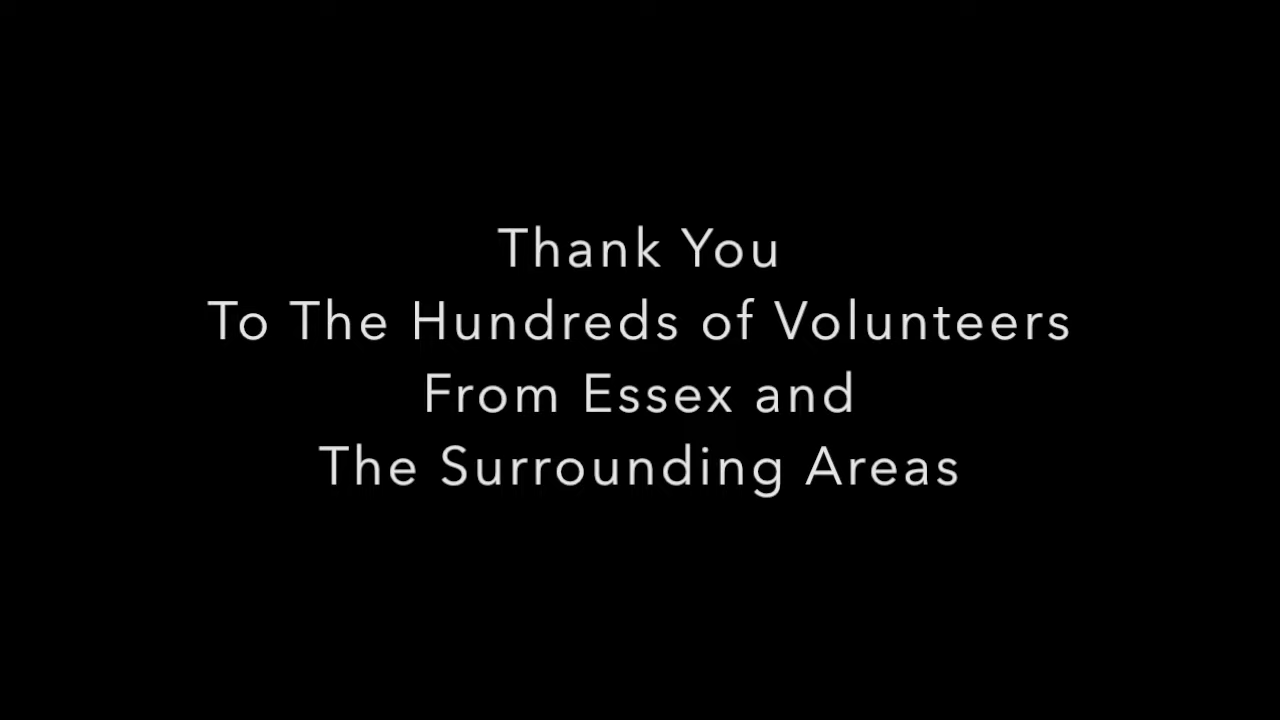 Thank You
To The Hundreds of Volunteers
From Essex and
The Surrounding Areas